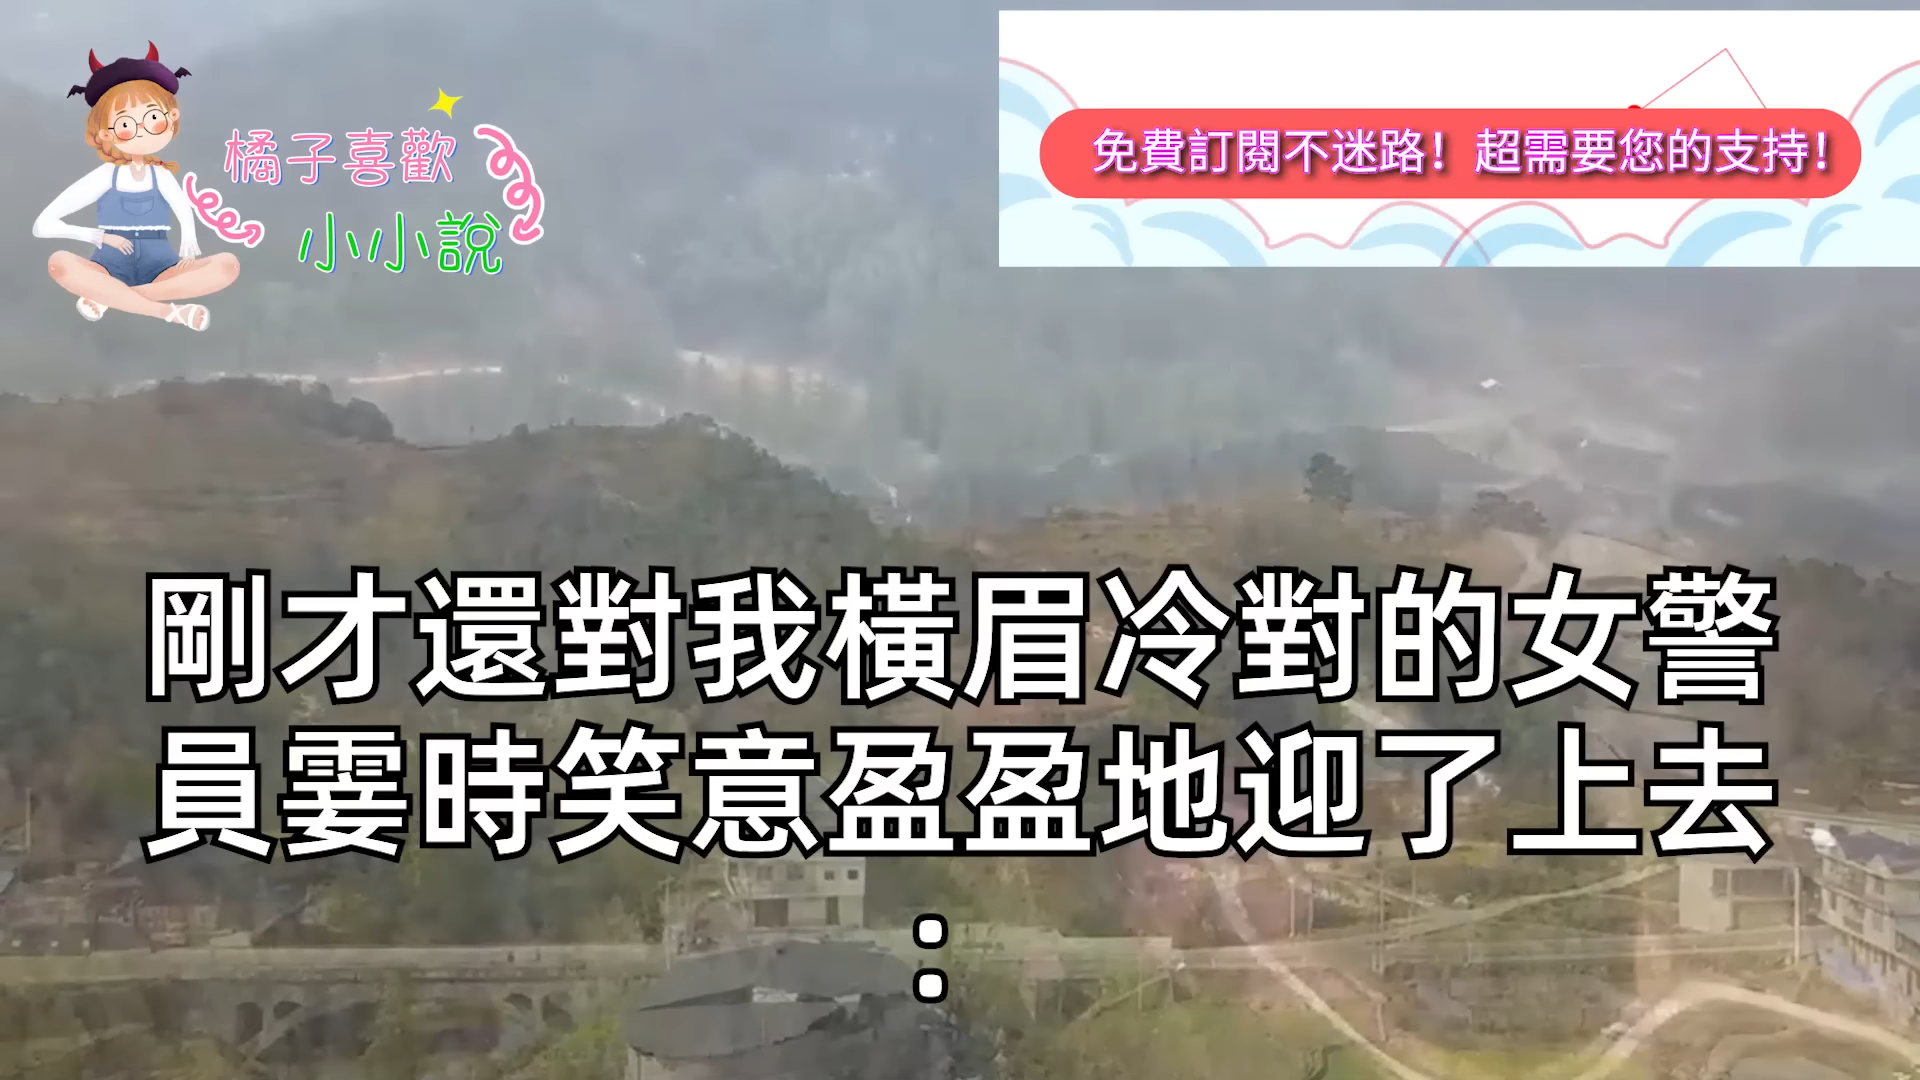 橘子喜歡
小小說
免費訂閱不迷路！超需要您的支持！
剛才還對我橫眉冷對的女警
員霎時笑意盈盈地迎了上去
：